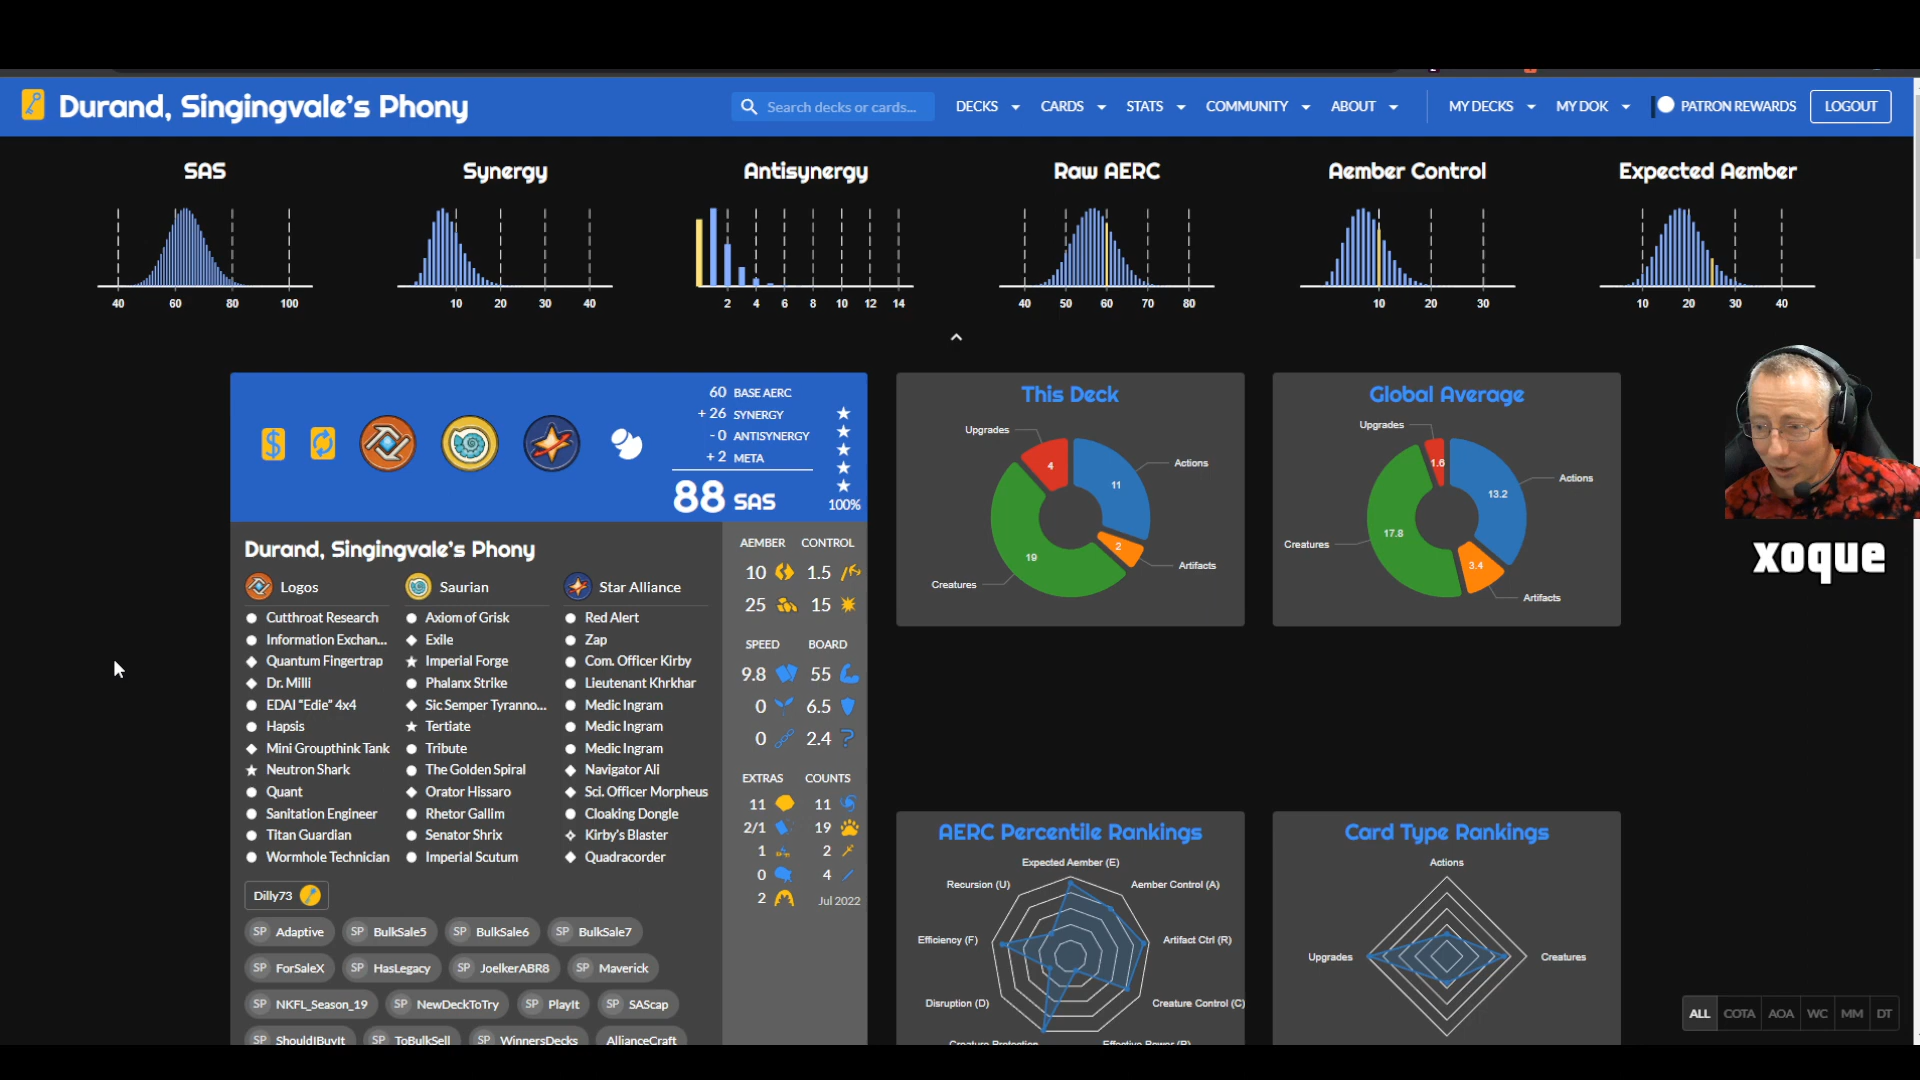 Durand, Singingvale's Phony
Search decks or cards...
DECKS
CARDS
STATS
COMMUNITY
ABOUT
MY DECKS
MY DOK
PATRON REWARDS
LOGOUT
SAS
Synergy
Antisynergy
Raw AERC
Aember Control
Expected Aember
40 60 80 100
10 20 30 40
2 4 6 8 10 12 14
40 50 60 70 80
10 20 30
10 20 30 40
60 BASE AERC
+ 26 SYNERGY
- 0 ANTISYNERGY
+ 2 META
88 SAS
100%
Durand, Singingvale's Phony
Logos
Cutthroat Research
Information Exchan...
Quantum Fingertrap
Dr. Milli
EDAI "Edie" 4x4
Hapsis
Mini Groupthink Tank
Neutron Shark
Quant
Sanitation Engineer
Titan Guardian
Wormhole Technician
Saurian
Axiom of Grisk
Exile
Imperial Forge
Phalanx Strike
Sic Semper Tyranno...
Tertiate
Tribute
The Golden Spiral
Orator Hissaro
Rhetor Gallim
Senator Shrix
Imperial Scutum
Star Alliance
Red Alert
Zap
Com. Officer Kirby
Lieutenant Khrkhar
Medic Ingram
Medic Ingram
Medic Ingram
Navigator Ali
Sci. Officer Morpheus
Cloaking Dongle
Kirby's Blaster
Quadracorder
AEMBER CONTROL
10 1.5
25 15
SPEED BOARD
9.8 55
0 6.5
0 2.4
EXTRAS COUNTS
11 11
2/1 19
1 2
0 4
2 Jul 2022
Dilly73
SP Adaptive
SP BulkSale5
SP BulkSale6
SP BulkSale7
SP ForSaleX
SP HasLegacy
SP JoelkerABR8
SP Maverick
SP NKFL_Season_19
SP NewDeckToTry
SP PlayIt
SP SAScap
SP ShouldIBuyIt
SP ToBulkSell
SP WinnersDecks
AllianceCraft
This Deck
Upgrades
4
Actions
11
2
Artifacts
19
Creatures
Global Average
Upgrades
1.6
Actions
13.2
17.8
Creatures
3.4
Artifacts
xoque
AERC Percentile Rankings
Expected Aember (E)
Recursion (U)
Aember Control (A)
Efficiency (F)
Artifact Ctrl (R)
Disruption (D)
Creature Control (C)
Creature Protection
Effective Power (P)
Card Type Rankings
Actions
Upgrades
Creatures
ALL COTA AOA WC MM DT